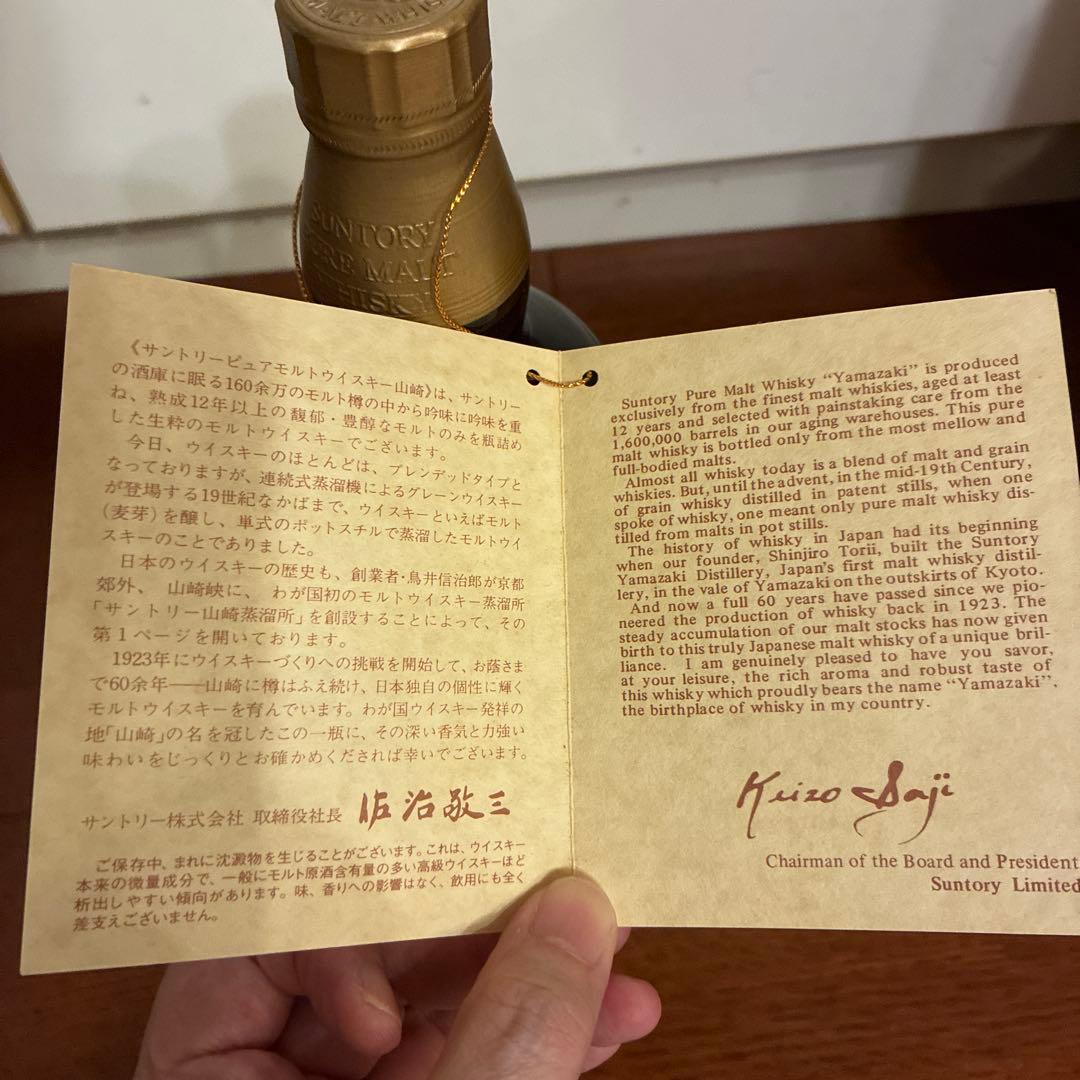 MALT WHIS
SUNTORY
PURE MALT
WHISKY
《サントリーピュアモルトウイスキー山崎》は、サントリー
の酒庫に眠る160余万のモルト樽の中から吟味に吟味を重
ね、熟成12年以上の馥郁・豊醇なモルトのみを瓶詰め
した生粋のモルトウイスキーでございます。
今日、ウイスキーのほとんどは、ブレンデッドタイプと
なっておりますが、連続式蒸溜機によるグレーンウイスキー
が登場する19世紀なかばまで、ウイスキーといえばモルト
(麦芽)を醸し、単式のポットスチルで蒸溜したモルトウイ
スキーのことでありました。
日本のウイスキーの歴史も、創業者・鳥井信治郎が京都
郊外、山崎峡に、わが国初のモルトウイスキー蒸溜所
「サントリー山崎蒸溜所」を創設することによって、その
第1ページを開いております。
1923年にウイスキーづくりへの挑戦を開始して、お蔭さま
で60余年——山崎に樽はふえ続け、日本独自の個性に輝く
モルトウイスキーを育んでいます。わが国ウイスキー発祥の
地「山崎」の名を冠したこの一瓶に、その深い香気と力強い
味わいをじっくりとお確かめくだされば幸いでございます。
サントリー株式会社 取締役社長 佐治敬三
ご保存中、まれに沈澱物を生じることがございます。これは、ウイスキー
本来の微量成分で、一般にモルト原酒含有量の多い高級ウイスキーほど
析出しやすい傾向があります。味、香りへの影響はなく、飲用にも全く
差支えございません。
Suntory Pure Malt Whisky "Yamazaki" is produced
exclusively from the finest malt whiskies, aged at least
12 years and selected with painstaking care from the
1,600,000 barrels in our aging warehouses. This pure
malt whisky is bottled only from the most mellow and
full-bodied malts.
Almost all whisky today is a blend of malt and grain
whiskies. But, until the advent, in the mid-19th Century,
of grain whisky distilled in patent stills, when one
spoke of whisky, one meant only pure malt whisky dis-
tilled from malts in pot stills.
The history of whisky in Japan had its beginning
when our founder, Shinjiro Torii, built the Suntory
Yamazaki Distillery, Japan's first malt whisky distil-
lery, in the vale of Yamazaki on the outskirts of Kyoto.
And now a full 60 years have passed since we pio-
neered the production of whisky back in 1923. The
steady accumulation of our malt stocks has now given
birth to this truly Japanese malt whisky of a unique bril-
liance. I am genuinely pleased to have you savor,
at your leisure, the rich aroma and robust taste of
this whisky which proudly bears the name "Yamazaki",
the birthplace of whisky in my country.
Keizo Saji
Chairman of the Board and President
Suntory Limited